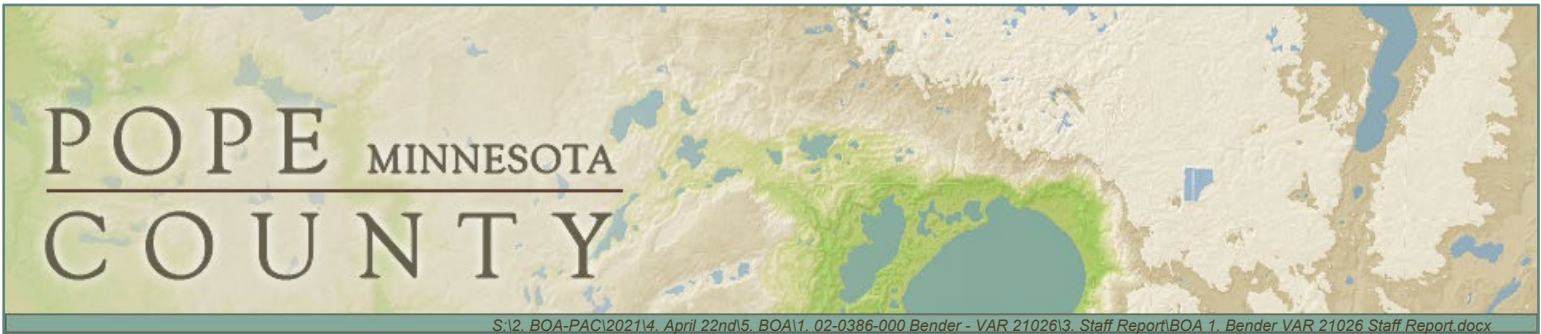 POPE MINNESOTA
COUNTY
S:\2. BOA-PAC\2021\4. April 22nd\5. BOA\1. 02-0386-000 Bender - VAR 21026\3. Staff Report\BOA 1. Bender VAR 21026 Staff Report.docx